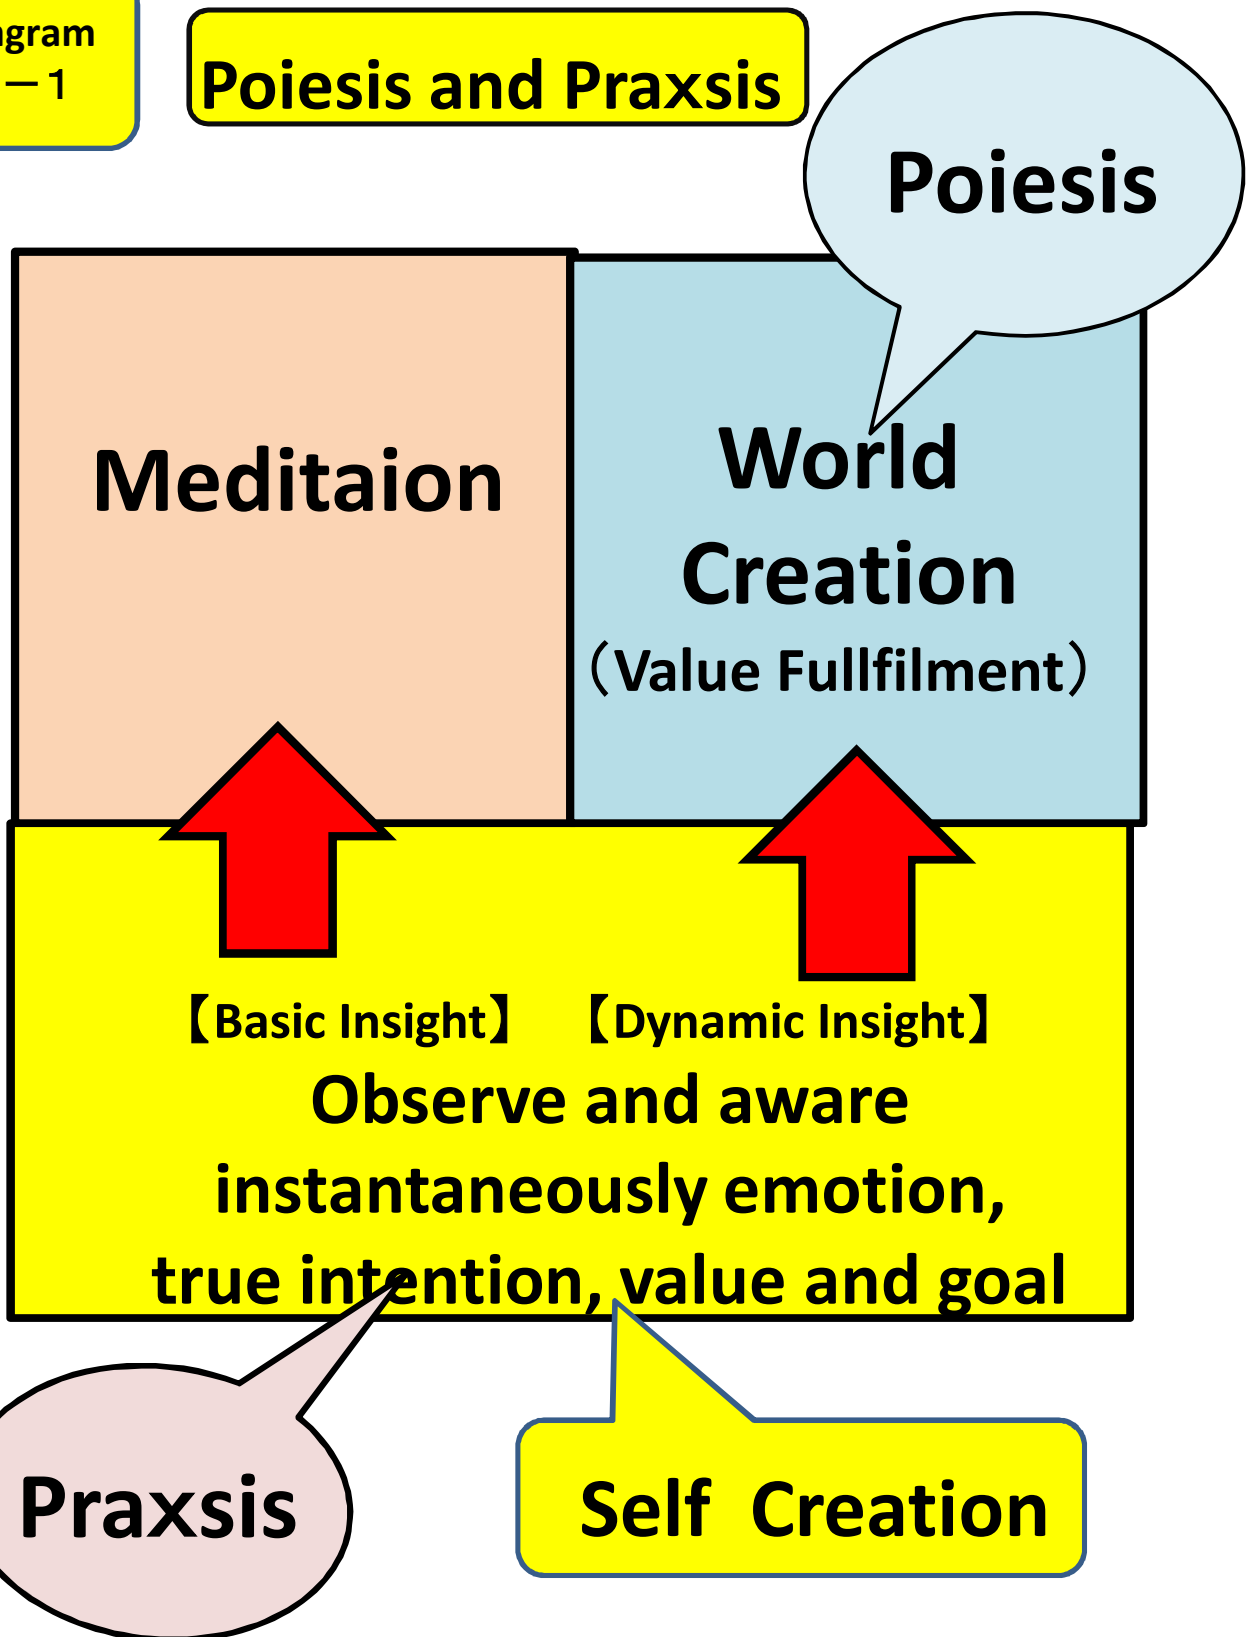 agram
－1
Poiesis and Praxsis
Poiesis
Meditaion
World
Creation
（Value Fullfilment）
【Basic Insight】 【Dynamic Insight】
Observe and aware
instantaneously emotion,
true intention, value and goal
Praxsis
Self Creation